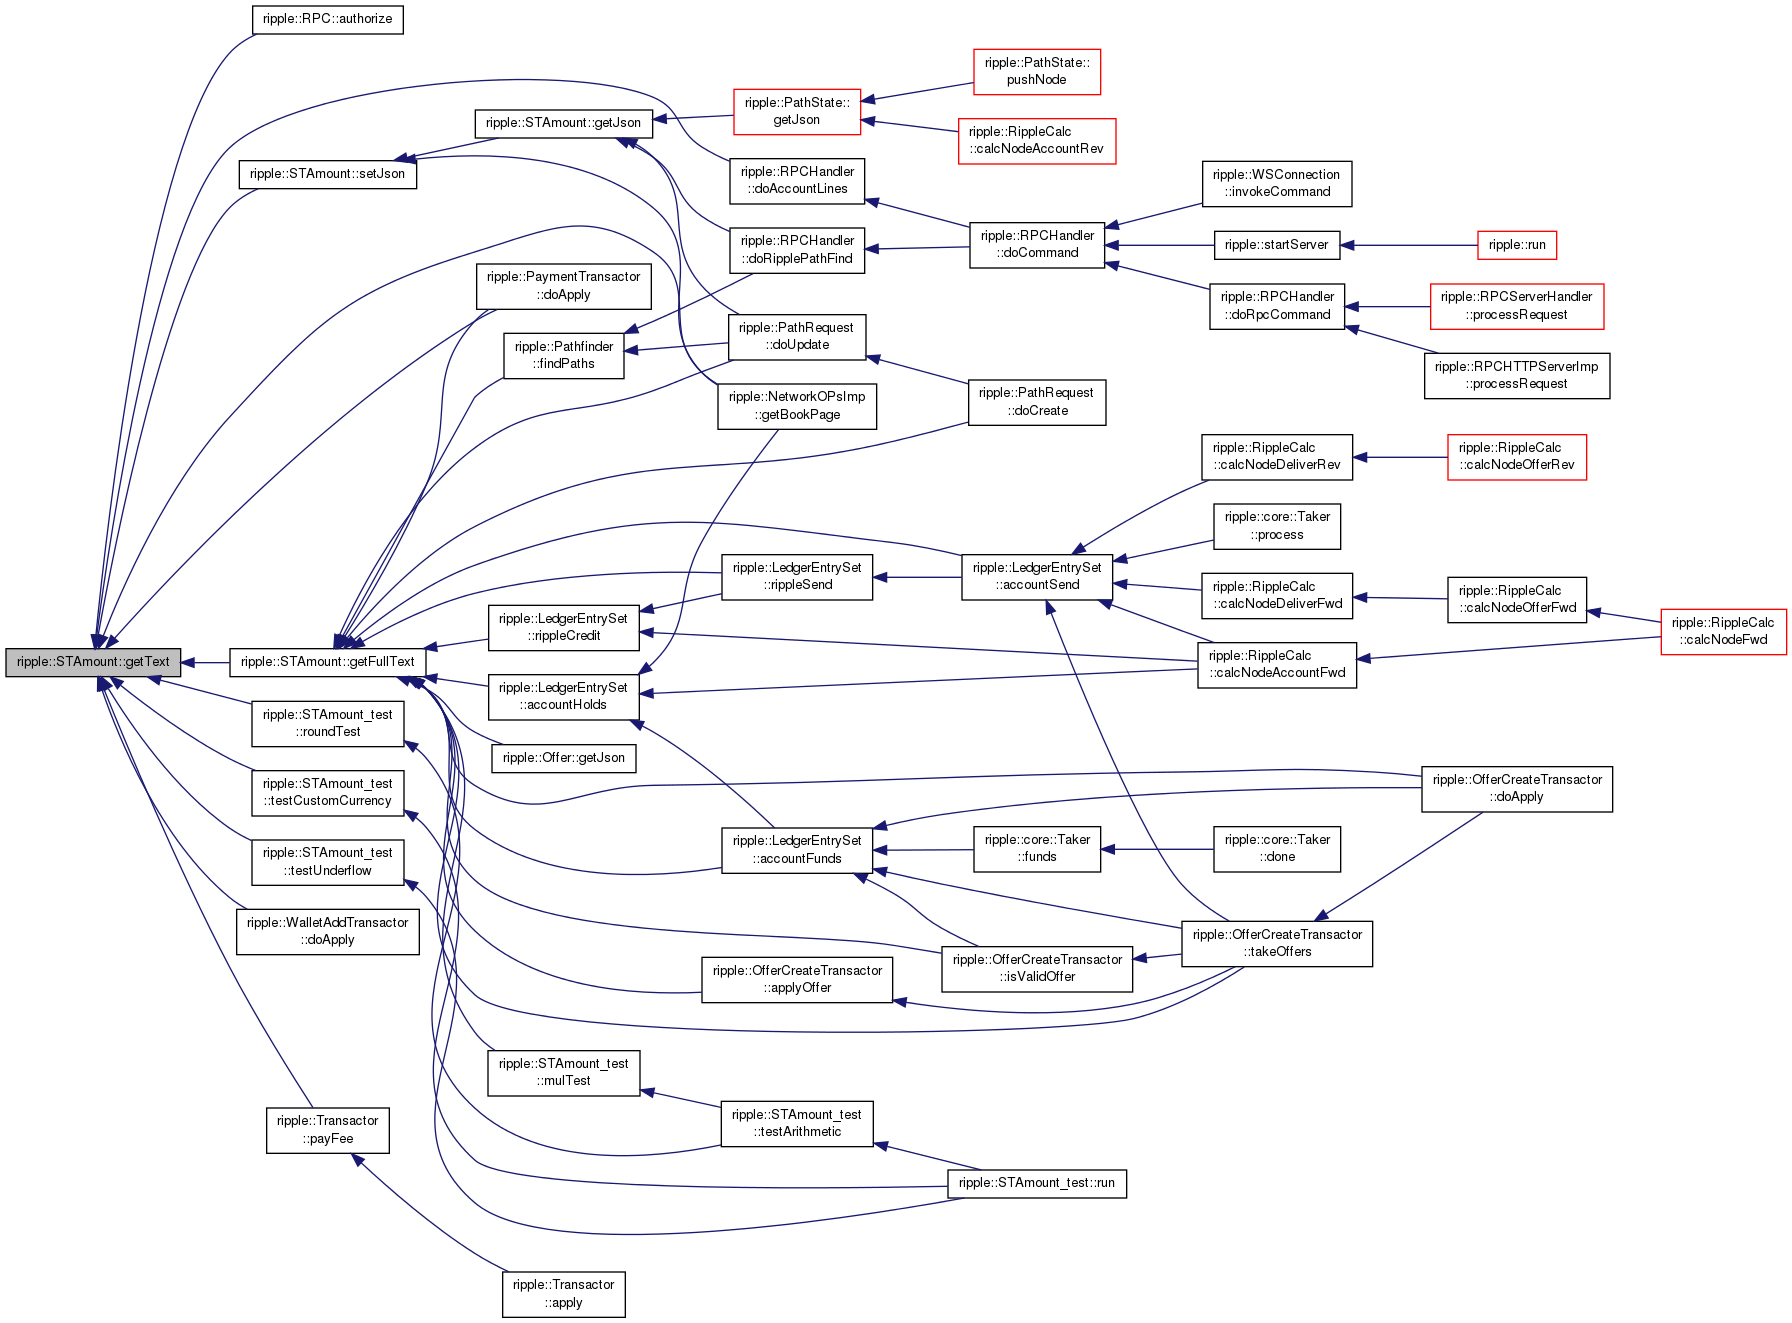 ripple::RPC::authorize
ripple::PathState::
pushNode
ripple::PathState::
getJson
ripple::STAmount::getJson
ripple::RippleCalc
::calcNodeAccountRev
ripple::STAmount::setJson
ripple::RPCHandler
::doAccountLines
ripple::WSConnection
::invokeCommand
ripple::RPCHandler
::doRipplePathFind
ripple::RPCHandler
::doCommand
ripple::startServer
ripple::run
ripple::PaymentTransactor
::doApply
ripple::RPCHandler
::doRpcCommand
ripple::RPCServerHandler
::processRequest
ripple::Pathfinder
::findPaths
ripple::PathRequest
::doUpdate
ripple::RPCHTTPServerImp
::processRequest
ripple::NetworkOPsImp
::getBookPage
ripple::PathRequest
::doCreate
ripple::RippleCalc
::calcNodeDeliverRev
ripple::RippleCalc
::calcNodeOfferRev
ripple::core::Taker
::process
ripple::LedgerEntrySet
::rippleSend
ripple::LedgerEntrySet
::accountSend
ripple::RippleCalc
::calcNodeDeliverFwd
ripple::RippleCalc
::calcNodeOfferFwd
ripple::LedgerEntrySet
::rippleCredit
ripple::RippleCalc
::calcNodeFwd
ripple::STAmount::getText
ripple::STAmount::getFullText
ripple::RippleCalc
::calcNodeAccountFwd
ripple::LedgerEntrySet
::accountHolds
ripple::STAmount_test
::roundTest
ripple::Offer::getJson
ripple::STAmount_test
::testCustomCurrency
ripple::OfferCreateTransactor
::doApply
ripple::LedgerEntrySet
::accountFunds
ripple::core::Taker
::funds
ripple::core::Taker
::done
ripple::STAmount_test
::testUnderflow
ripple::WalletAddTransactor
::doApply
ripple::OfferCreateTransactor
::takeOffers
ripple::OfferCreateTransactor
::isValidOffer
ripple::OfferCreateTransactor
::applyOffer
ripple::STAmount_test
::mulTest
ripple::Transactor
::payFee
ripple::STAmount_test
::testArithmetic
ripple::STAmount_test::run
ripple::Transactor
::apply